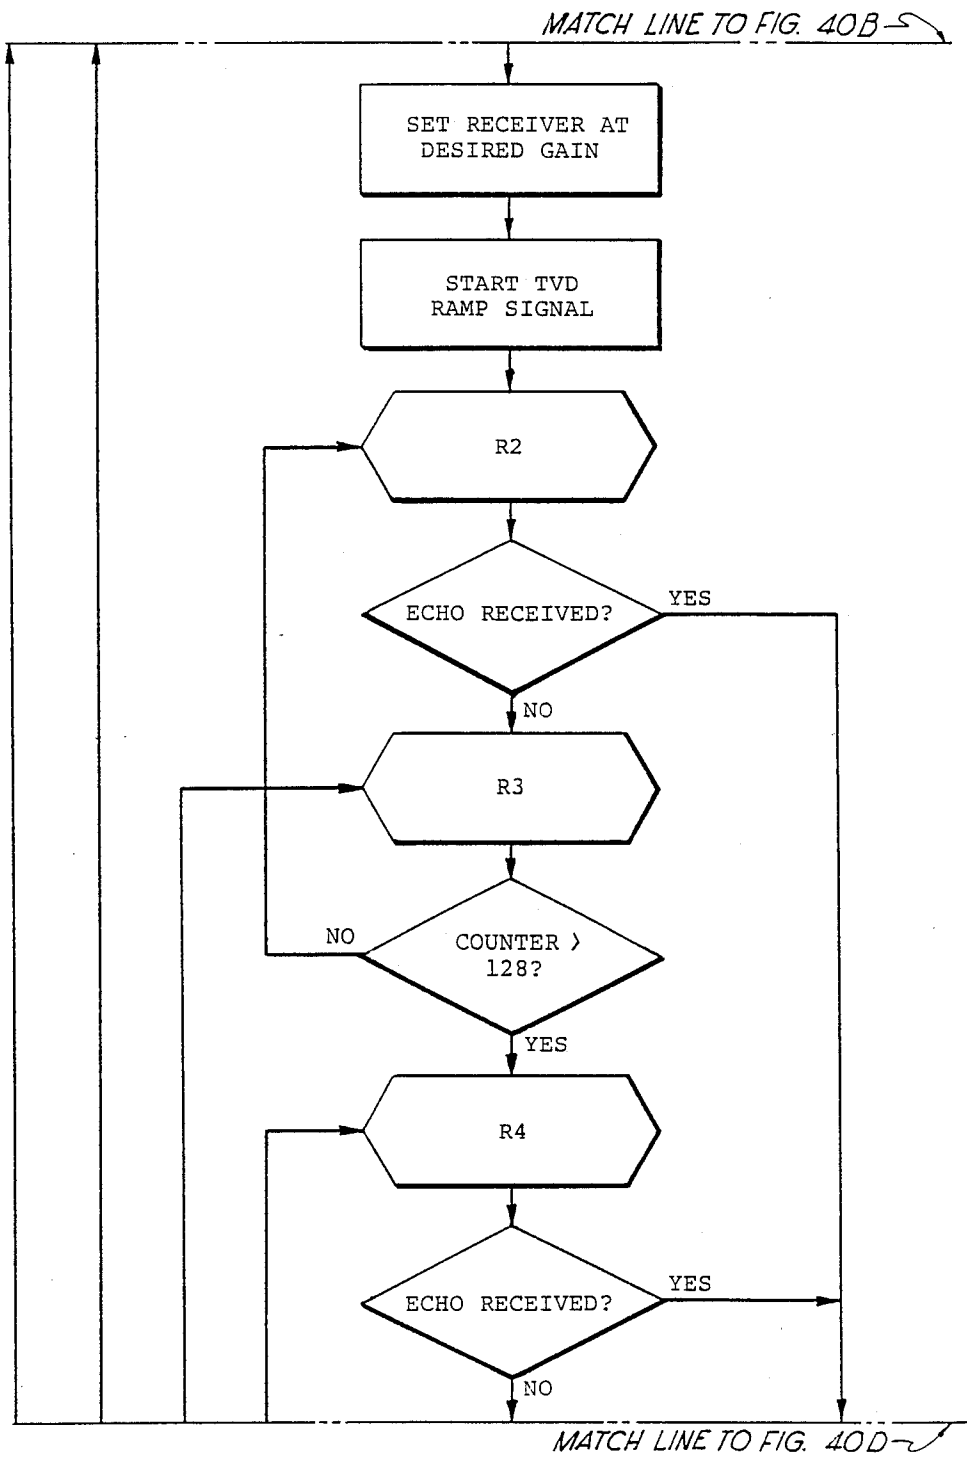 MATCH LINE TO FIG. 40B
SET RECEIVER AT
DESIRED GAIN
START TVD
RAMP SIGNAL
R2
ECHO RECEIVED?
YES
NO
R3
NO
COUNTER >
128?
YES
R4
ECHO RECEIVED?
YES
NO
MATCH LINE TO FIG. 40D